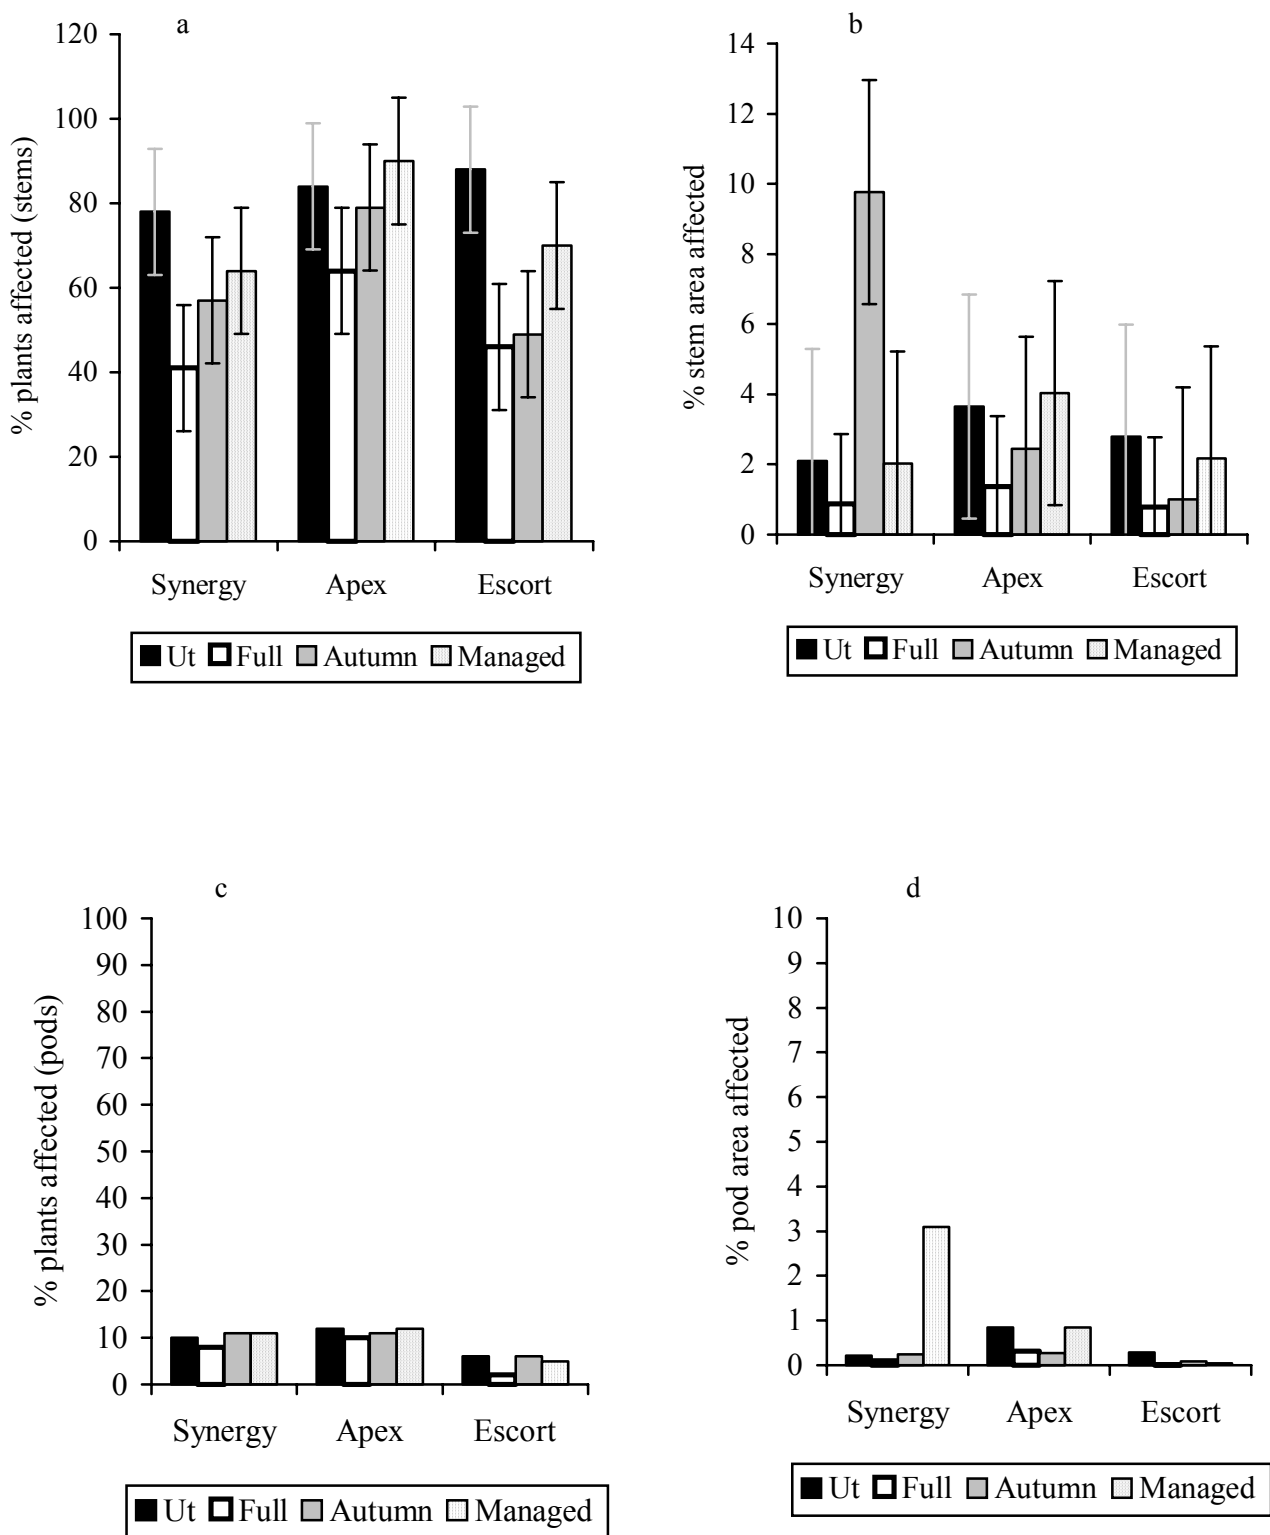 a
120
100
80
60
40
20
0
% plants affected (stems)
Synergy Apex Escort
Ut Full Autumn Managed
b
14
12
10
8
6
4
2
0
% stem area affected
Synergy Apex Escort
Ut Full Autumn Managed
c
100
90
80
70
60
50
40
30
20
10
0
% plants affected (pods)
Synergy Apex Escort
Ut Full Autumn Managed
d
10
9
8
7
6
5
4
3
2
1
0
% pod area affected
Synergy Apex Escort
Ut Full Autumn Managed